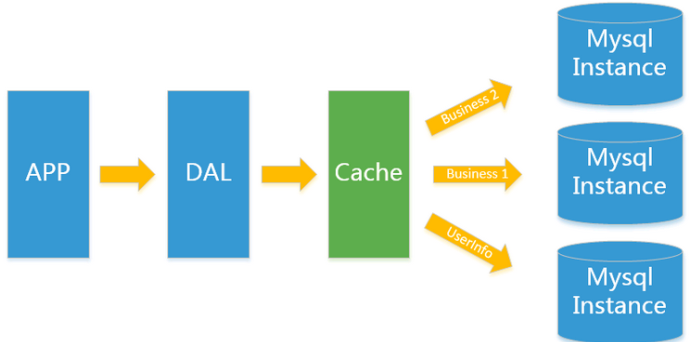 APP
DAL
Cache
Business 2
Business 1
UserInfo
Mysql
Instance
Mysql
Instance
Mysql
Instance